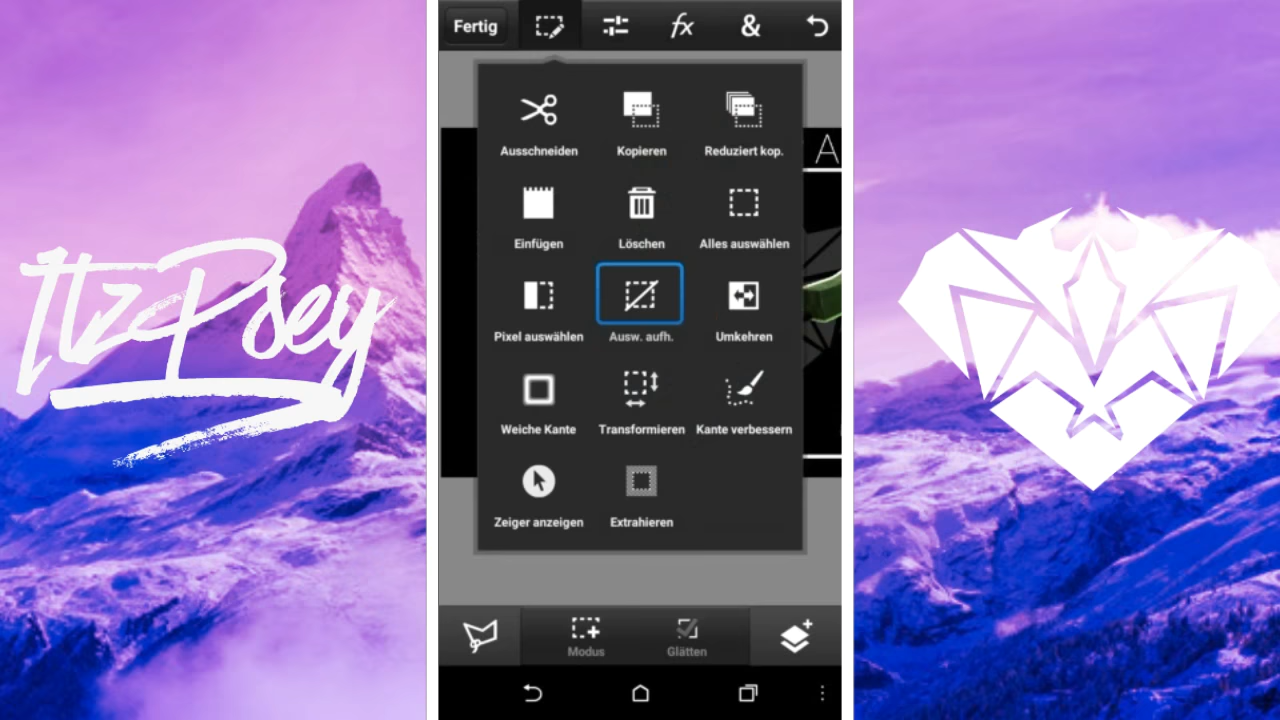 ItzPsey
Fertig
fx
&
A
Ausschneiden
Kopieren
Reduziert kop.
Einfügen
Löschen
Alles auswählen
Pixel auswählen
Ausw. aufh.
Umkehren
Weiche Kante
Transformieren
Kante verbessern
Zeiger anzeigen
Extrahieren
Modus
Glätten